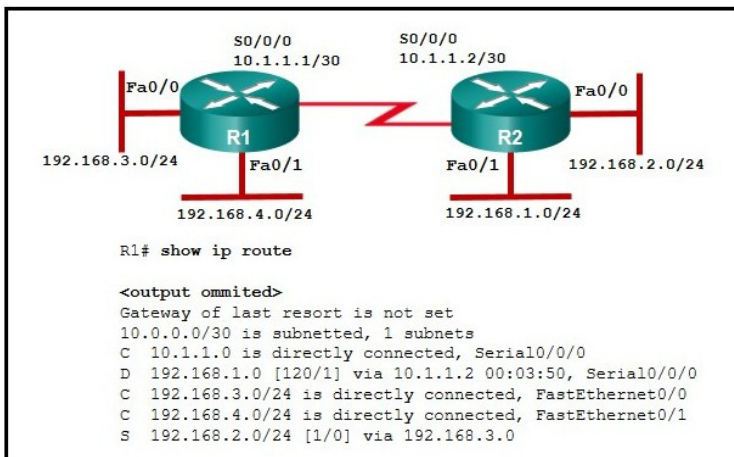 S0/0/0
10.1.1.1/30
S0/0/0
10.1.1.2/30
Fa0/0
Fa0/0
R1
R2
192.168.3.0/24
Fa0/1
Fa0/1
192.168.2.0/24
192.168.4.0/24
192.168.1.0/24
R1# show ip route
<output ommited>
Gateway of last resort is not set
10.0.0.0/30 is subnetted, 1 subnets
C 10.1.1.0 is directly connected, Serial0/0/0
D 192.168.1.0 [120/1] via 10.1.1.2 00:03:50, Serial0/0/0
C 192.168.3.0/24 is directly connected, FastEthernet0/0
C 192.168.4.0/24 is directly connected, FastEthernet0/1
S 192.168.2.0/24 [1/0] via 192.168.3.0